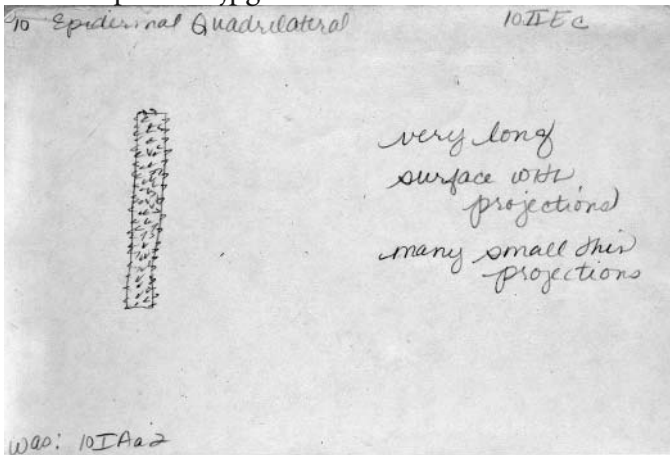 10 Epidermal Quadrilateral
10IIEc
very long
surface with
projections
many small thin
projections
was: 10IAa2